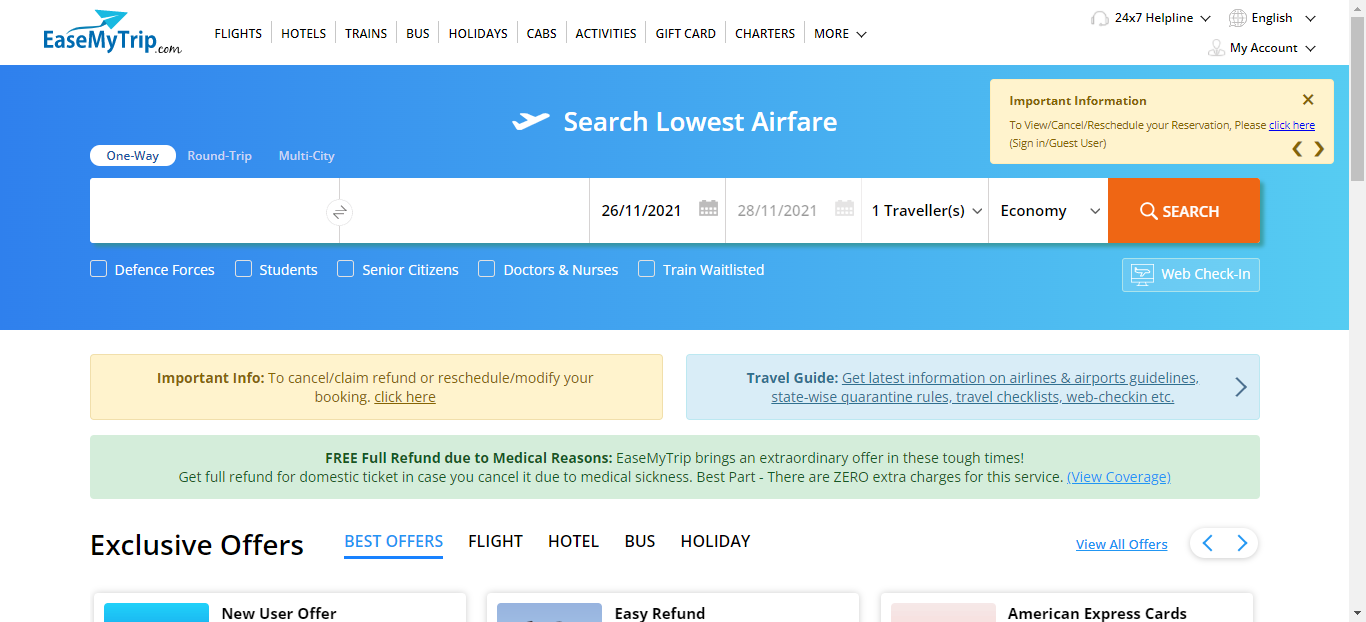 EaseMyTrip.com
FLIGHTS HOTELS TRAINS BUS HOLIDAYS CABS ACTIVITIES GIFT CARD CHARTERS MORE
24x7 Helpline English
My Account
Important Information
To View/Cancel/Reschedule your Reservation, Please click here
(Sign in/Guest User)
Search Lowest Airfare
One-Way Round-Trip Multi-City
26/11/2021 28/11/2021 1 Traveller(s) Economy SEARCH
Defence Forces Students Senior Citizens Doctors & Nurses Train Waitlisted
Web Check-In
Important Info: To cancel/claim refund or reschedule/modify your
booking. click here
Travel Guide: Get latest information on airlines & airports guidelines,
state-wise quarantine rules, travel checklists, web-checkin etc.
FREE Full Refund due to Medical Reasons: EaseMyTrip brings an extraordinary offer in these tough times!
Get full refund for domestic ticket in case you cancel it due to medical sickness. Best Part - There are ZERO extra charges for this service. (View Coverage)
Exclusive Offers BEST OFFERS FLIGHT HOTEL BUS HOLIDAY View All Offers
New User Offer Easy Refund American Express Cards